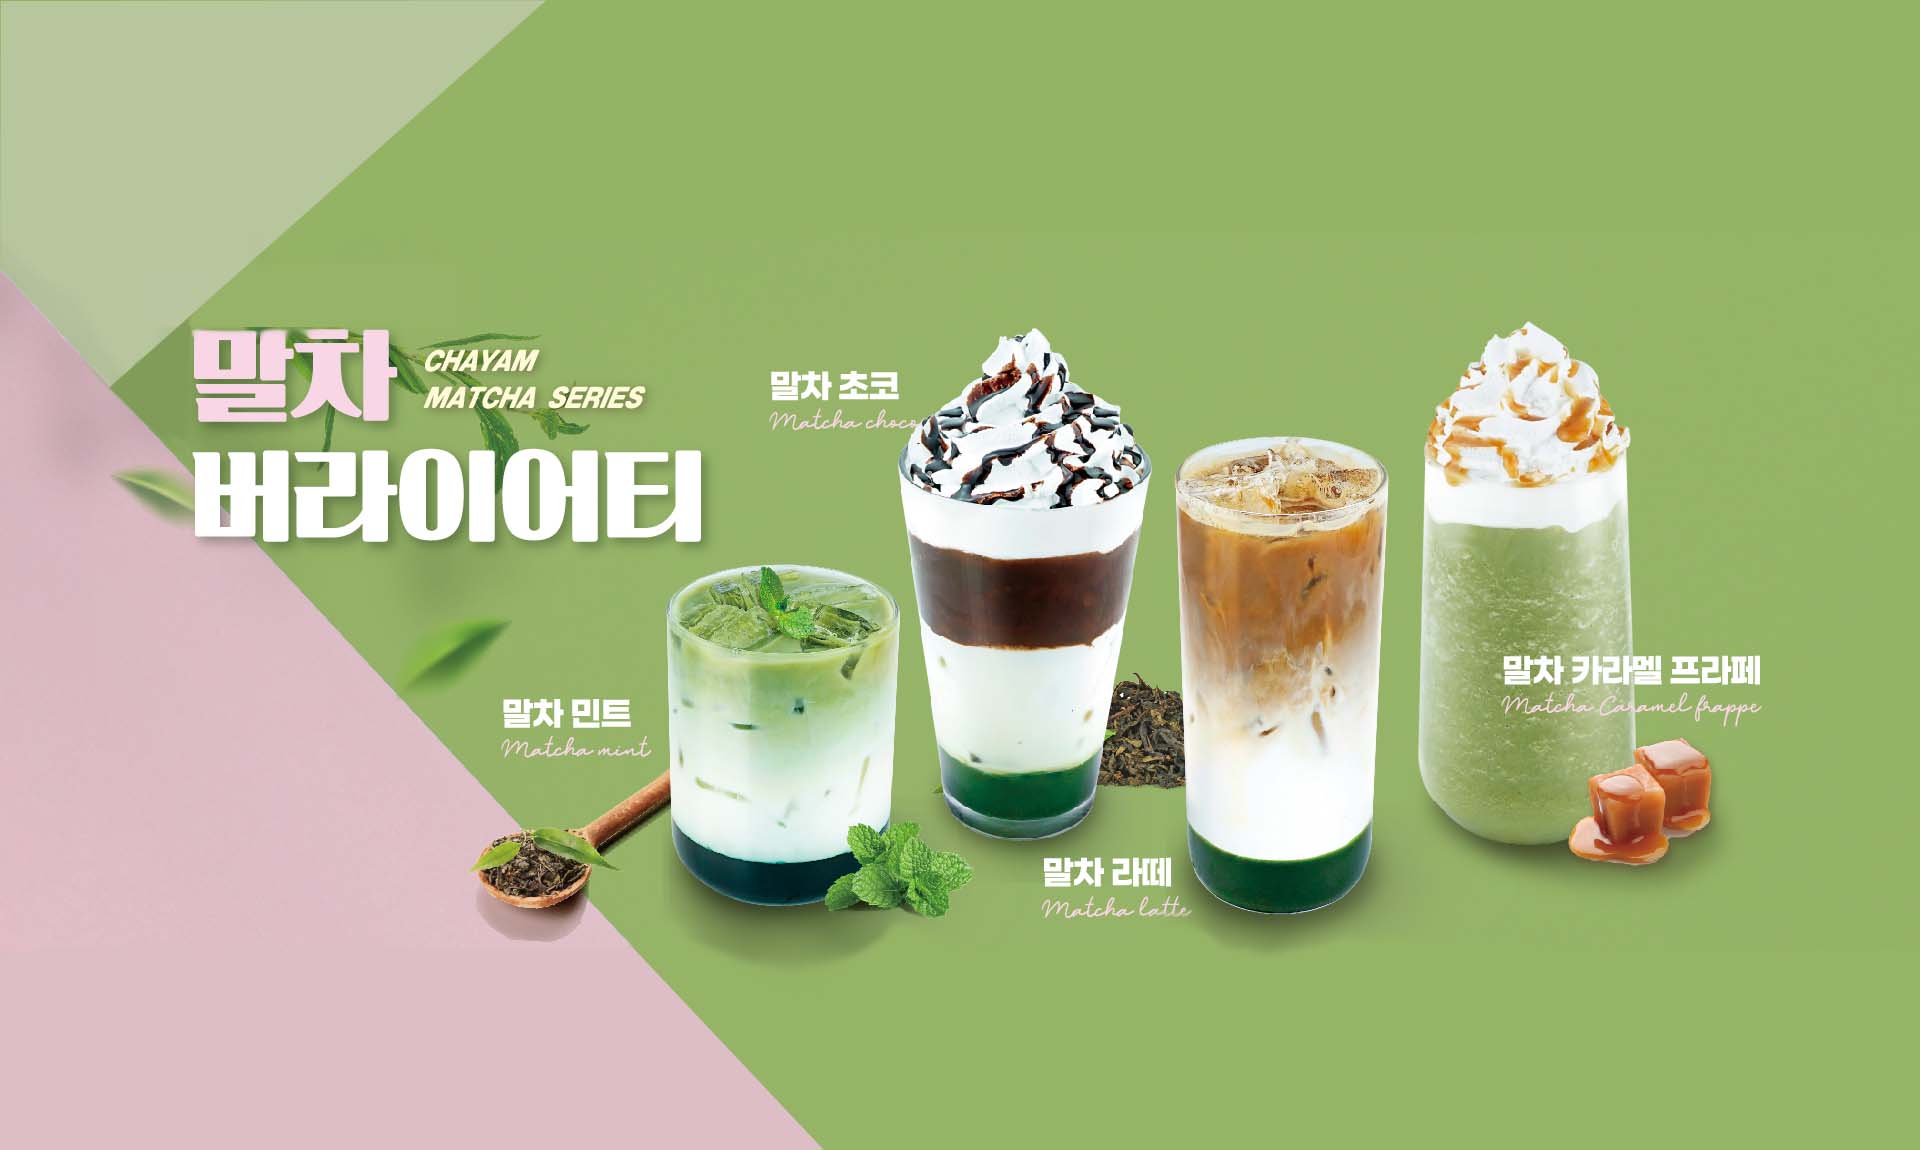 말차
CHAYAM
MATCHA SERIES
버라이어티
말차 초코
Matcha choco
말차 민트
Matcha mint
말차 라떼
Matcha latte
말차 카라멜 프라페
Matcha Caramel frappe